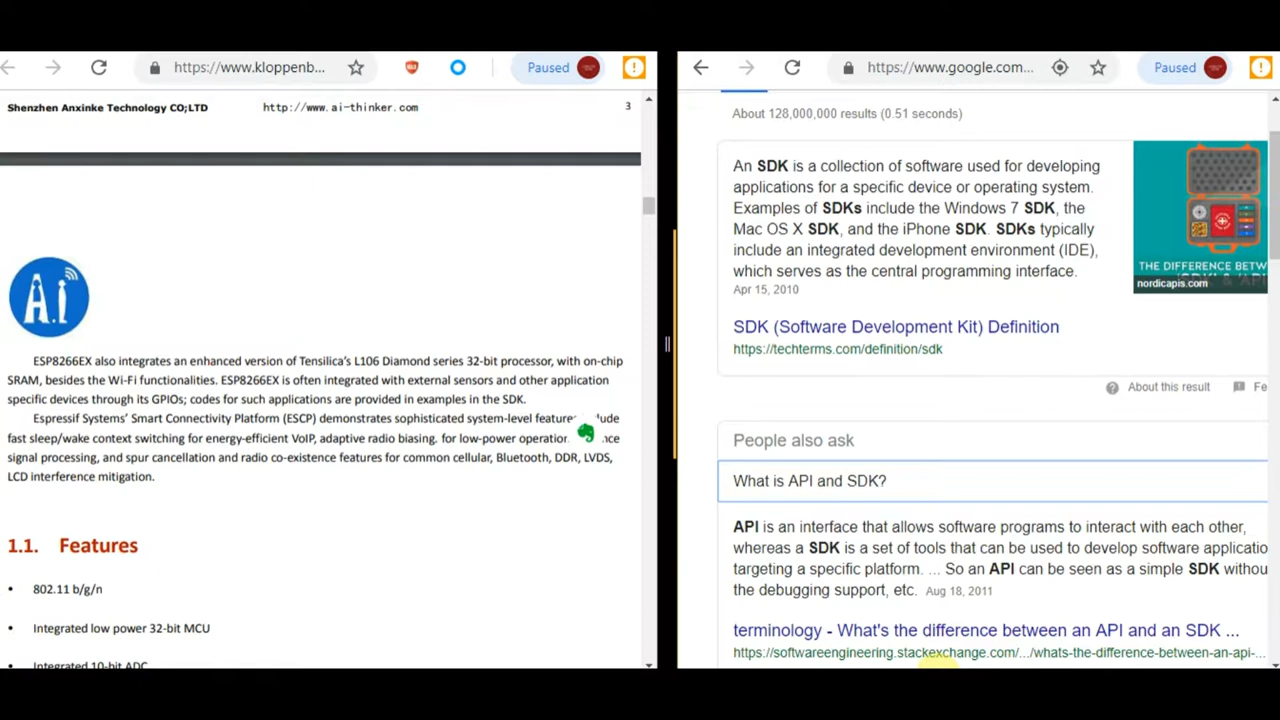 https://www.kloppenb...
Paused
Shenzhen Anxinke Technology CO;LTD http://www.ai-thinker.com 3
A.i
ESP8266EX also integrates an enhanced version of Tensilica's L106 Diamond series 32-bit processor, with on-chip
SRAM, besides the Wi-Fi functionalities. ESP8266EX is often integrated with external sensors and other application
specific devices through its GPIOs; codes for such applications are provided in examples in the SDK.
Espressif Systems' Smart Connectivity Platform (ESCP) demonstrates sophisticated system-level
fast sleep/wake context switching for energy-efficient VoIP, adaptive radio biasing. for low-power
signal processing, and spur cancellation and radio co-existence features for common cellular, Bluetooth, DDR, LVDS,
LCD interference mitigation.
1.1. Features
• 802.11 b/g/n
• Integrated low power 32-bit MCU
• Integrated 10-bit ADC
https://www.google.com...
Paused
About 128,000,000 results (0.51 seconds)
An SDK is a collection of software used for developing
applications for a specific device or operating system.
Examples of SDKs include the Windows 7 SDK, the
Mac OS X SDK, and the iPhone SDK. SDKs typically
include an integrated development environment (IDE),
which serves as the central programming interface.
Apr 15, 2010
THE DIFFERENCE BETW
nordicapis.com
SDK (Software Development Kit) Definition
https://techterms.com/definition/sdk
About this result Fe
People also ask
What is API and SDK?
API is an interface that allows software programs to interact with each other,
whereas a SDK is a set of tools that can be used to develop software applicatio
targeting a specific platform. ... So an API can be seen as a simple SDK withou
the debugging support, etc. Aug 18, 2011
terminology - What's the difference between an API and an SDK ...
https://softwareengineering.stackexchange.com/.../whats-the-difference-between-an-api-...